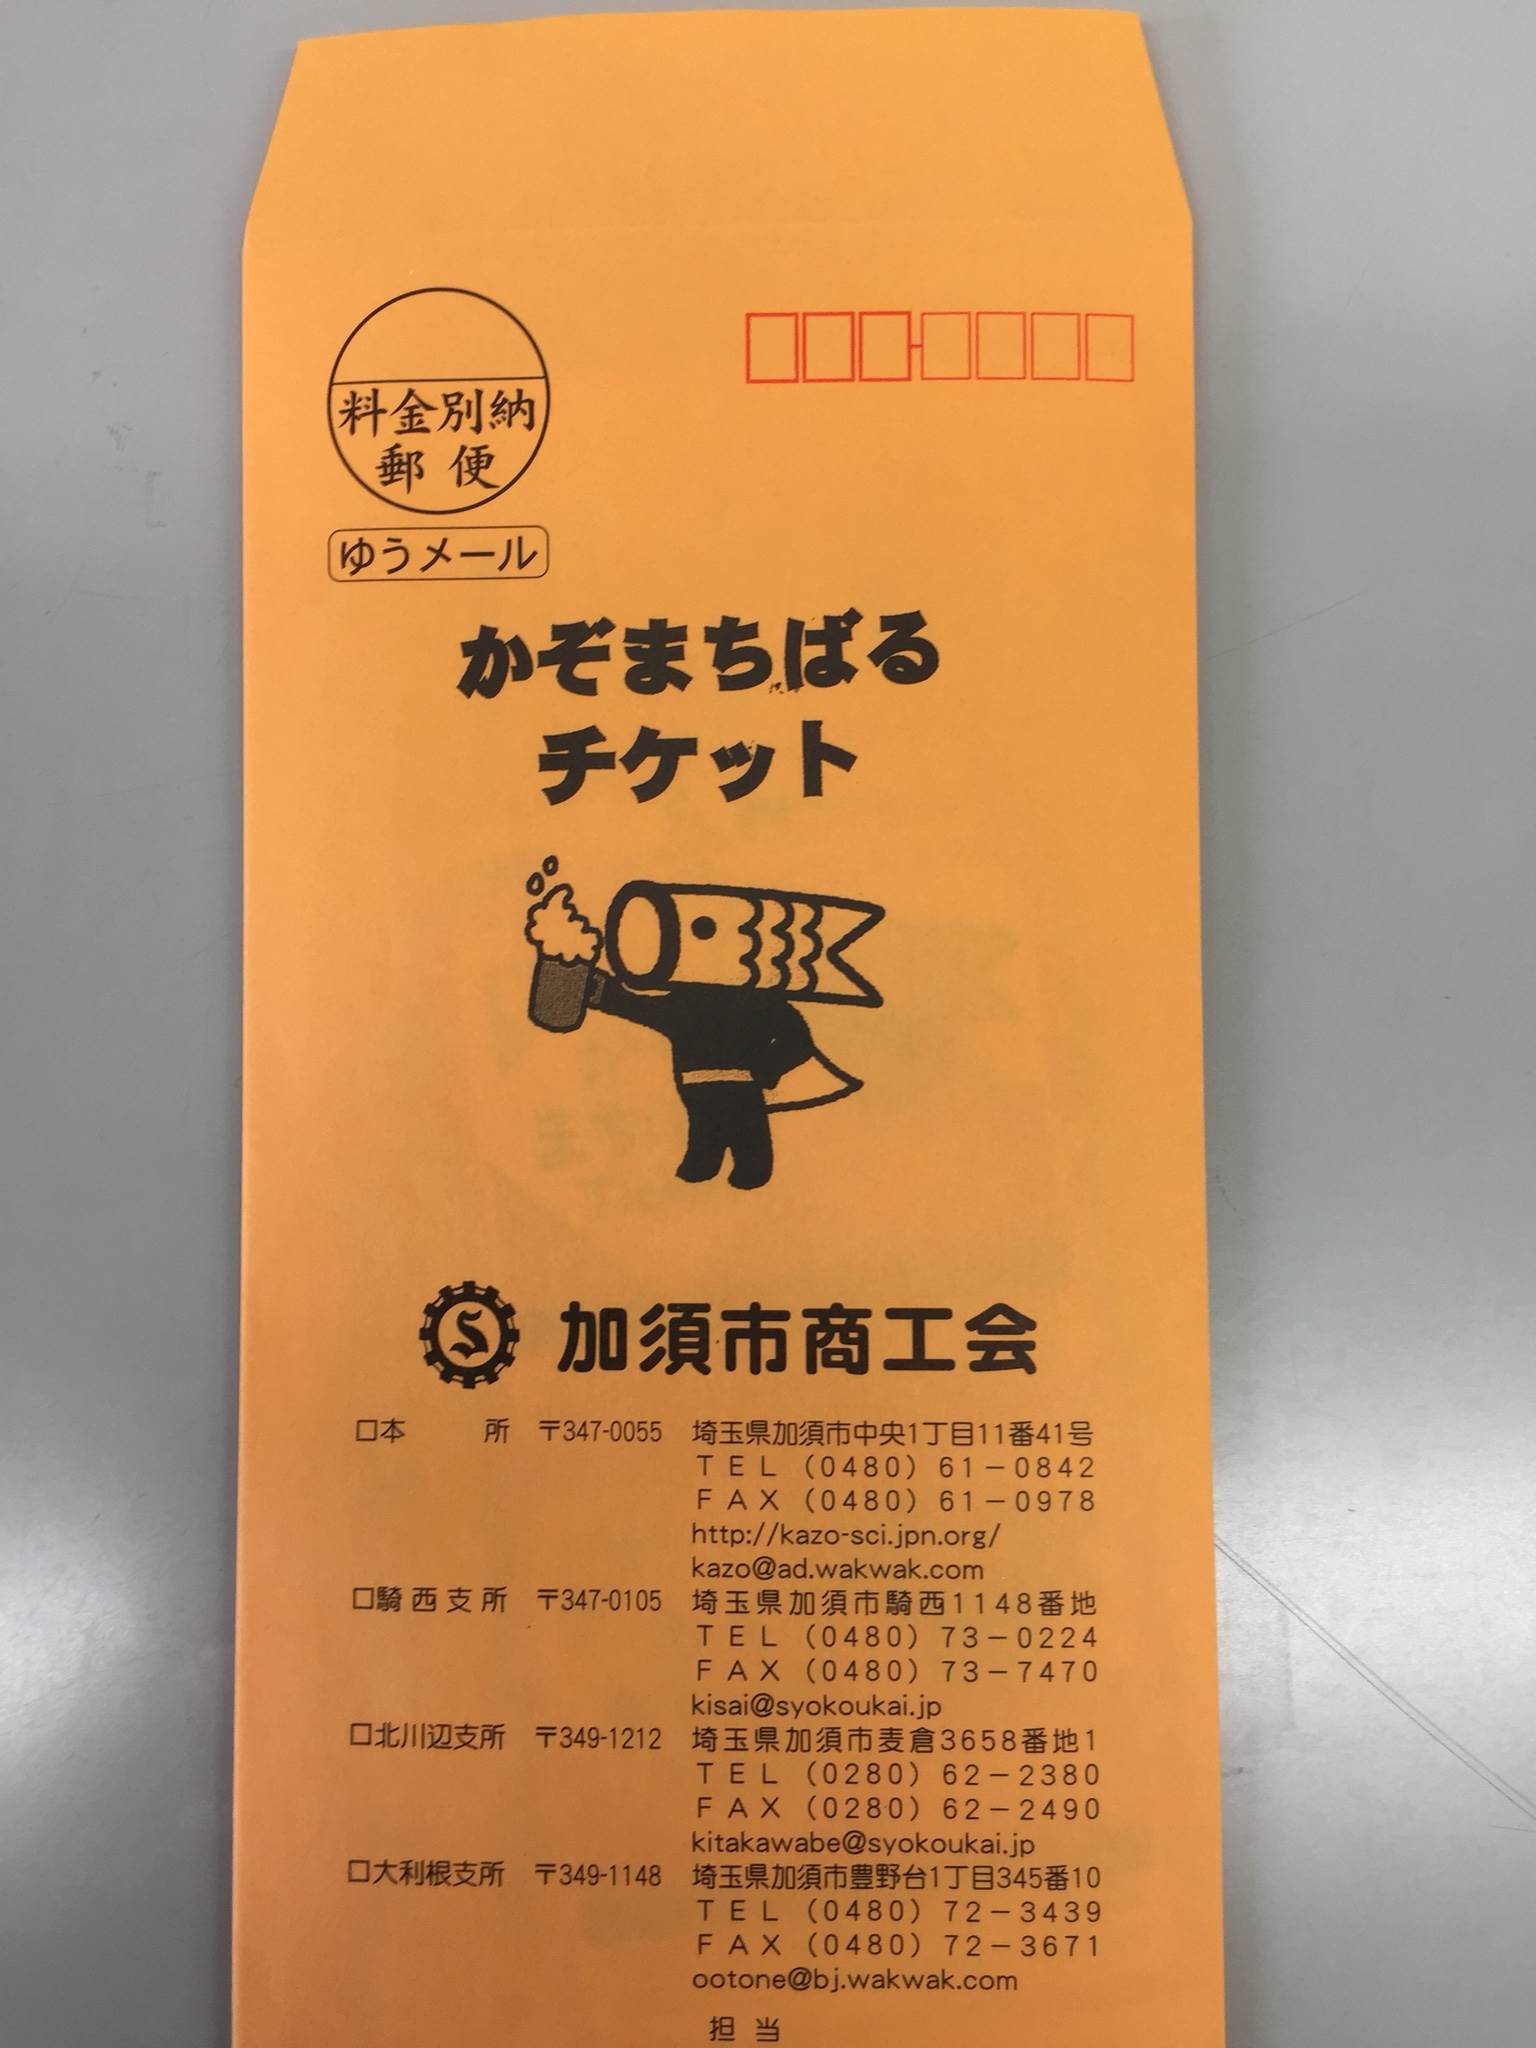 料金別納
郵便
ゆうメール
かぞまちばる
チケット
S 加須市商工会
□本　　所 〒347-0055 埼玉県加須市中央1丁目11番41号
TEL (0480) 61-0842
FAX (0480) 61-0978
http://kazo-sci.jpn.org/
kazo@ad.wakwak.com
□騎西支所 〒347-0105 埼玉県加須市騎西1148番地
TEL (0480) 73-0224
FAX (0480) 73-7470
kisai@syokoukai.jp
□北川辺支所 〒349-1212 埼玉県加須市麦倉3658番地1
TEL (0280) 62-2380
FAX (0280) 62-2490
kitakawabe@syokoukai.jp
□大利根支所 〒349-1148 埼玉県加須市豊野台1丁目345番10
TEL (0480) 72-3439
FAX (0480) 72-3671
ootone@bj.wakwak.com
担当